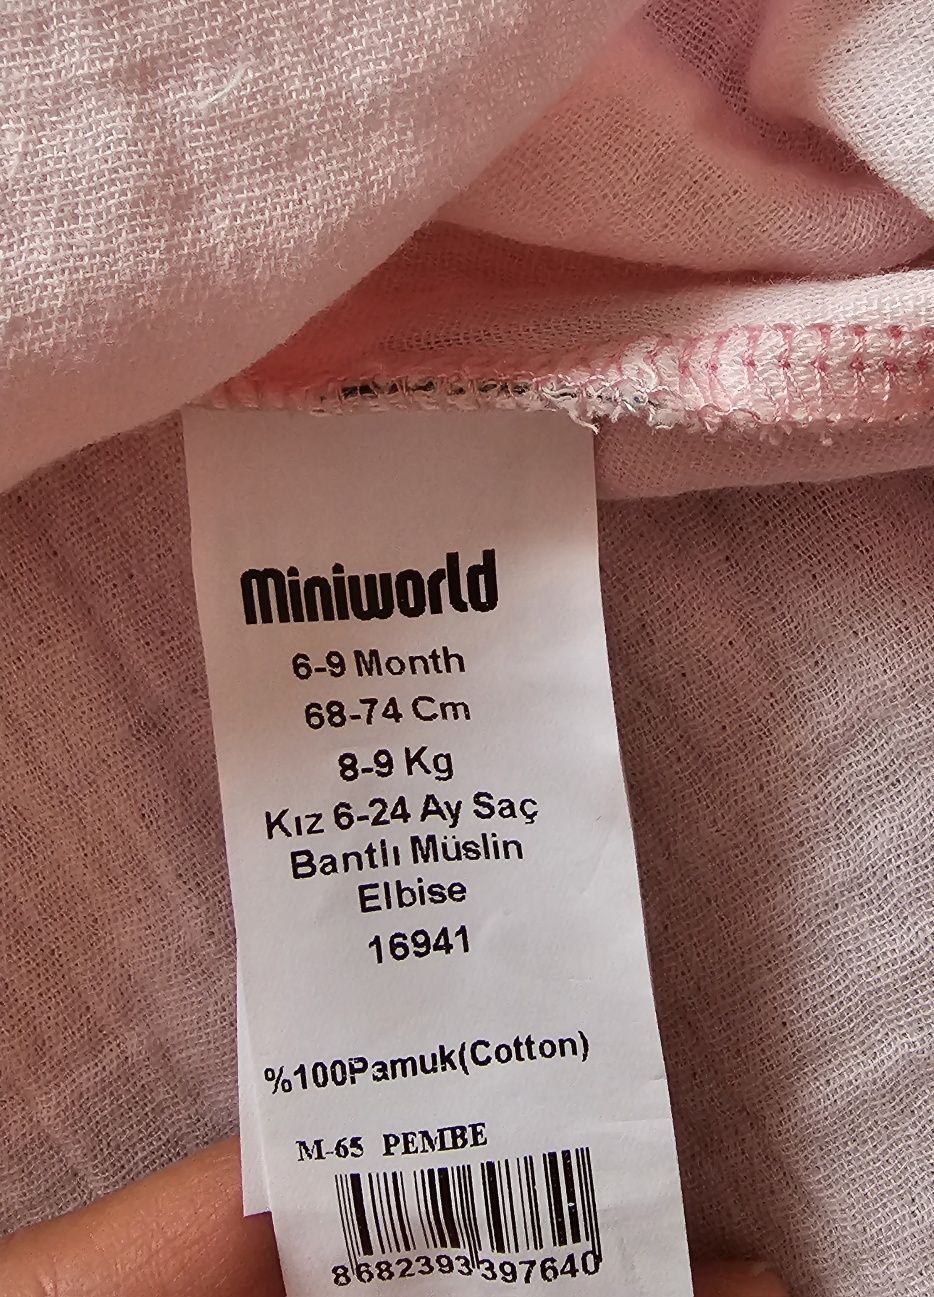 miniworld
6-9 Month
68-74 Cm
8-9 Kg
Kız 6-24 Ay Saç
Bantlı Müslin
Elbise
16941
%100Pamuk(Cotton)
M-65 PEMBE
8682393397640